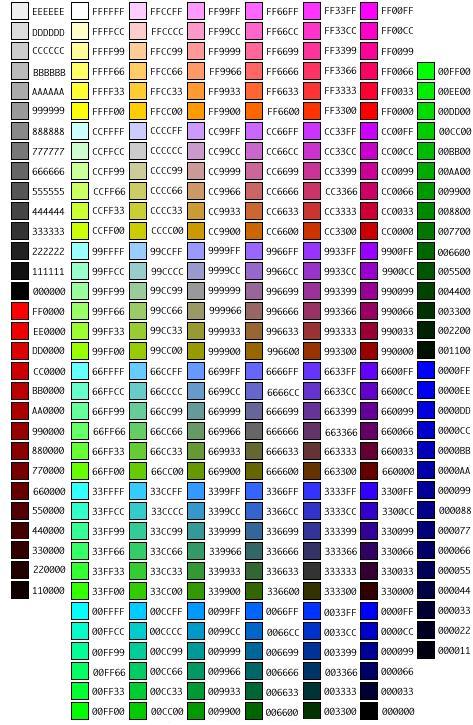 EEEEEE FFFFFF FFCCFF FF99FF FF66FF FF33FF FF00FF
DDDDDD FFFFCC FFCCCC FF99CC FF66CC FF33CC FF00CC
CCCCCC FFFF99 FFCC99 FF9999 FF6699 FF3399 FF0099
BBBBBB FFFF66 FFCC66 FF9966 FF6666 FF3366 FF0066 00FF00
AAAAAA FFFF33 FFCC33 FF9933 FF6633 FF3333 FF0033 00EE00
999999 FFFF00 FFCC00 FF9900 FF6600 FF3300 FF0000 00DD00
888888 CCFFFF CCCCFF CC99FF CC66FF CC33FF CC00FF 00CC00
777777 CCFFCC CCCCCC CC99CC CC66CC CC33CC CC00CC 00BB00
666666 CCFF99 CCCC99 CC9999 CC6699 CC3399 CC0099 00AA00
555555 CCFF66 CCCC66 CC9966 CC6666 CC3366 CC0066 009900
444444 CCFF33 CCCC33 CC9933 CC6633 CC3333 CC0033 008800
333333 CCFF00 CCCC00 CC9900 CC6600 CC3300 CC0000 007700
222222 99FFFF 99CCFF 9999FF 9966FF 9933FF 9900FF 006600
111111 99FFCC 99CCCC 9999CC 9966CC 9933CC 9900CC 005500
000000 99FF99 99CC99 999999 996699 993399 990099 004400
FF0000 99FF66 99CC66 999966 996666 993366 990066 003300
EE0000 99FF33 99CC33 999933 996633 993333 990033 002200
DD0000 99FF00 99CC00 999900 996600 993300 990000 001100
CC0000 66FFFF 66CCFF 6699FF 6666FF 6633FF 6600FF 0000FF
BB0000 66FFCC 66CCCC 6699CC 6666CC 6633CC 6600CC 0000EE
AA0000 66FF99 66CC99 669999 666699 663399 660099 0000DD
990000 66FF66 66CC66 669966 666666 663366 660066 0000CC
880000 66FF33 66CC33 669933 666633 663333 660033 0000BB
770000 66FF00 66CC00 669900 666600 663300 660000 0000AA
660000 33FFFF 33CCFF 3399FF 3366FF 3333FF 3300FF 000099
550000 33FFCC 33CCCC 3399CC 3366CC 3333CC 3300CC 000088
440000 33FF99 33CC99 339999 336699 333399 330099 000077
330000 33FF66 33CC66 339966 336666 333366 330066 000066
220000 33FF33 33CC33 339933 336633 333333 330033 000055
110000 33FF00 33CC00 339900 336600 333300 330000 000044
00FFFF 00CCFF 0099FF 0066FF 0033FF 0000FF 000033
00FFCC 00CCCC 0099CC 0066CC 0033CC 0000CC 000022
00FF99 00CC99 009999 006699 003399 000099 000011
00FF66 00CC66 009966 006666 003366 000066
00FF33 00CC33 009933 006633 003333 000033
00FF00 00CC00 009900 006600 003300 000000